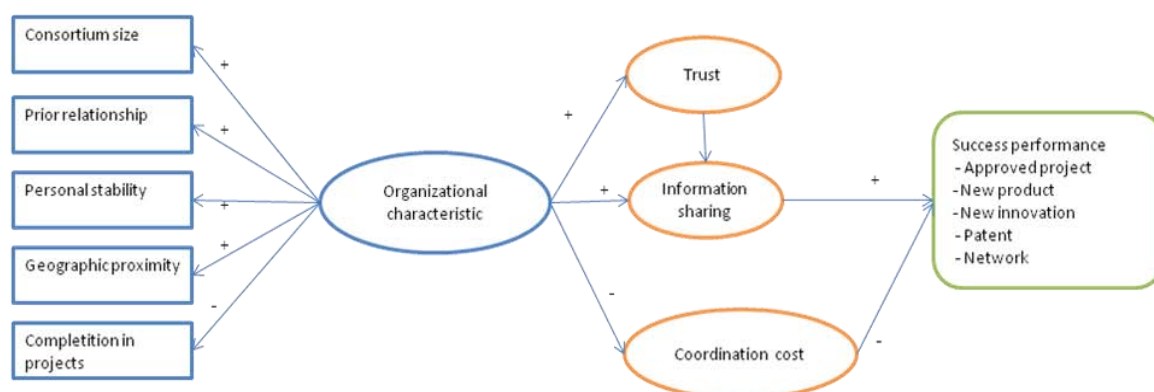 Consortium size
+
Prior relationship
+
Personal stability
+
Geographic proximity
+
Completition in
projects
-
Organizational
characteristic
+
+
-
Trust
Information
sharing
Coordination cost
+
-
Success performance
- Approved project
- New product
- New innovation
- Patent
- Network